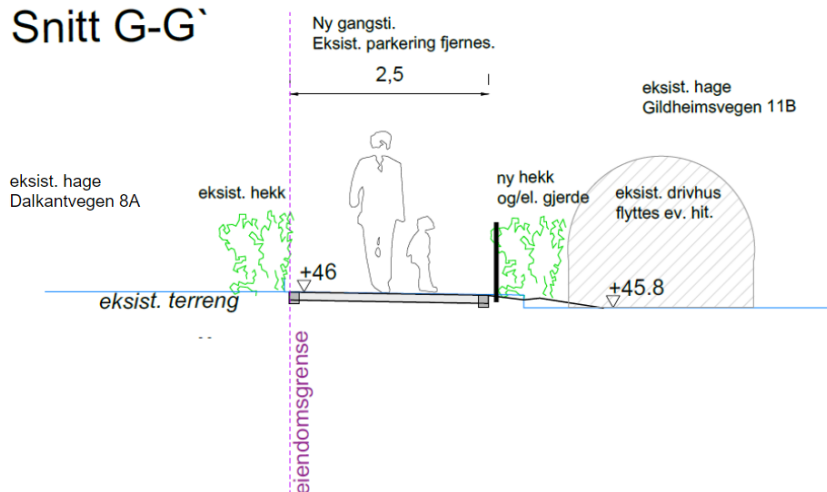 Snitt G-G`
Ny gangsti.
Eksist. parkering fjernes.
2,5
eksist. hage
Gildheimsvegen 11B
eksist. hage
Dalkantvegen 8A
eksist. hekk
ny hekk
og/el. gjerde
eksist. drivhus
flyttes ev. hit.
+46
+45.8
eksist. terreng
eiendomsgrense